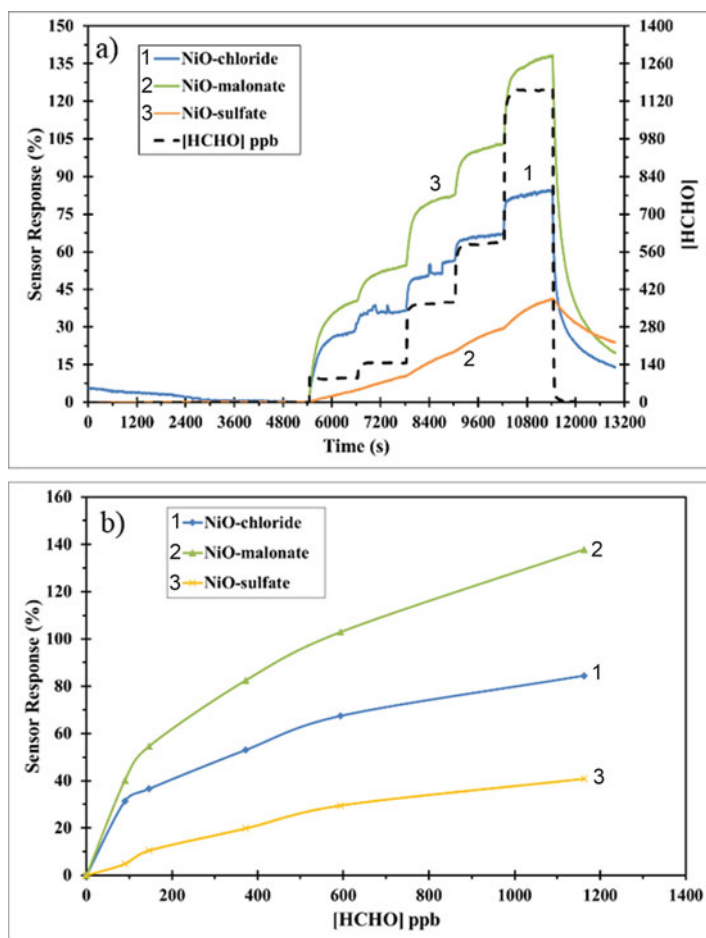 a)
1 NiO-chloride
2 NiO-malonate
3 NiO-sulfate
[HCHO] ppb
Sensor Response (%)
150
135
120
105
90
75
60
45
30
15
0
1400
1260
1120
980
840
700
560
420
280
140
0
[HCHO]
3
1
2
0 1200 2400 3600 4800 6000 7200 8400 9600 10800 12000 13200
Time (s)
b)
1 NiO-chloride
2 NiO-malonate
3 NiO-sulfate
Sensor Response (%)
160
140
120
100
80
60
40
20
0
2
1
3
0 200 400 600 800 1000 1200 1400
[HCHO] ppb